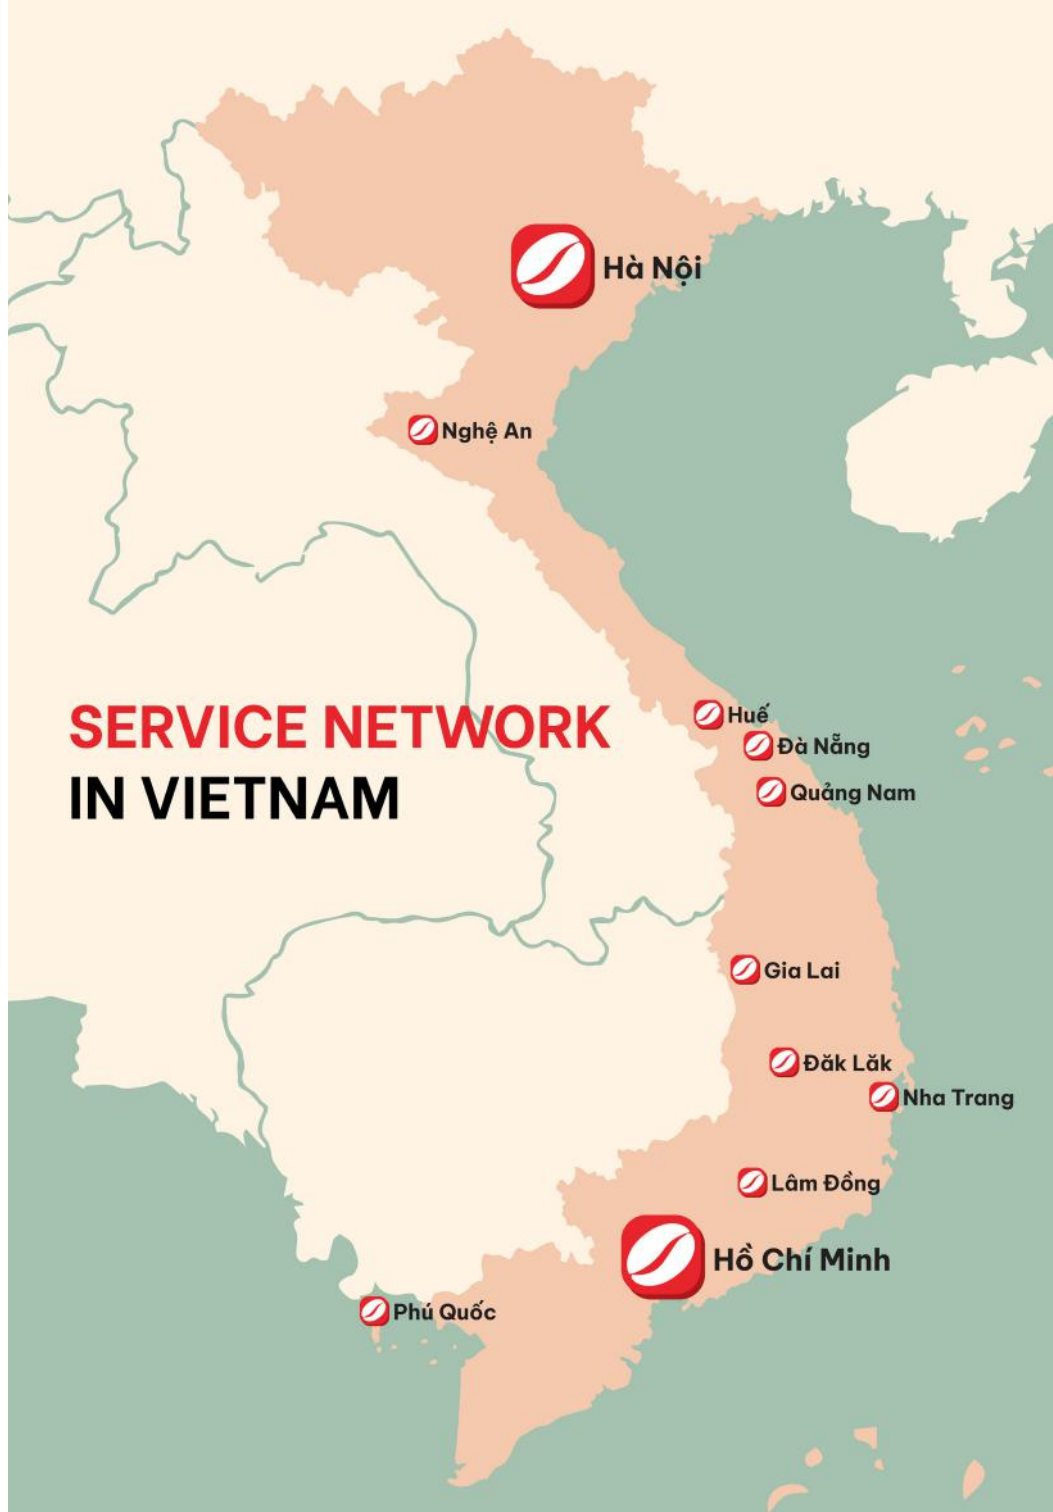 Hà Nội
Nghệ An
SERVICE NETWORK
IN VIETNAM
Huế
Đà Nẵng
Quảng Nam
Gia Lai
Đăk Lăk
Nha Trang
Lâm Đồng
Hồ Chí Minh
Phú Quốc